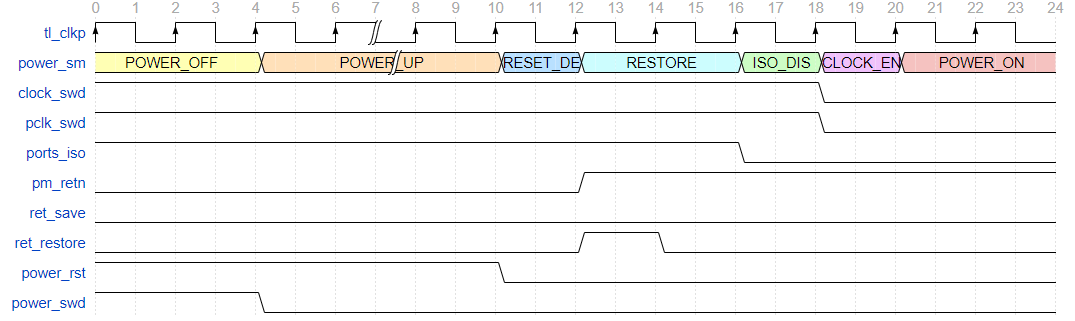 0 1 2 3 4 5 6 7 8 9 10 11 12 13 14 15 16 17 18 19 20 21 22 23 24
tl_clkp
power_sm POWER_OFF POWER_UP RESET_DE RESTORE ISO_DIS CLOCK_EN POWER_ON
clock_swd
pclk_swd
ports_iso
pm_retn
ret_save
ret_restore
power_rst
power_swd